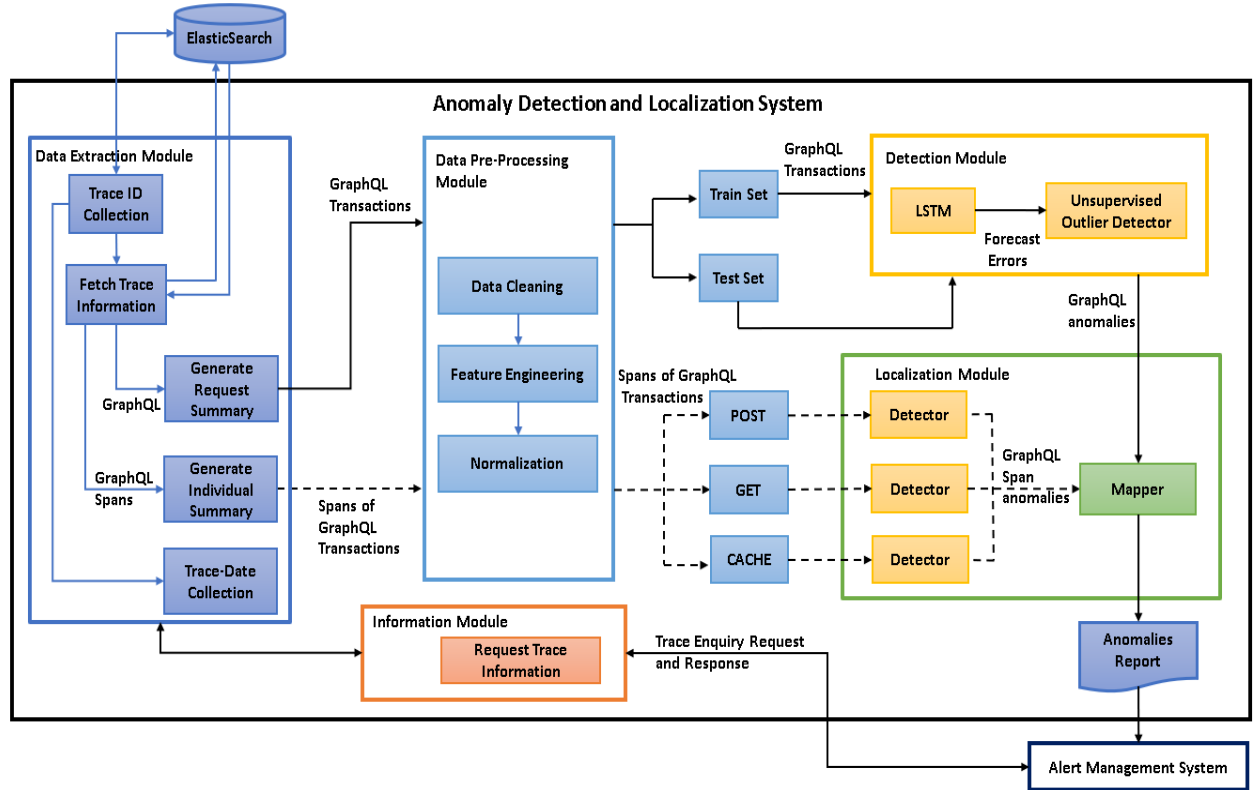 ElasticSearch
Anomaly Detection and Localization System
Data Extraction Module
Trace ID
Collection
Fetch Trace
Information
GraphQL
Generate
Request
Summary
GraphQL
Spans
Generate
Individual
Summary
Trace-Date
Collection
GraphQL
Transactions
Spans of
GraphQL
Transactions
Data Pre-Processing
Module
Data Cleaning
Feature Engineering
Normalization
Train Set
Test Set
GraphQL
Transactions
Detection Module
LSTM
Forecast
Errors
Unsupervised
Outlier Detector
GraphQL
anomalies
Spans of GraphQL
Transactions
POST
GET
CACHE
Localization Module
Detector
Detector
Detector
GraphQL
Span
anomalies
Mapper
Information Module
Request Trace
Information
Trace Enquiry Request
and Response
Anomalies
Report
Alert Management System